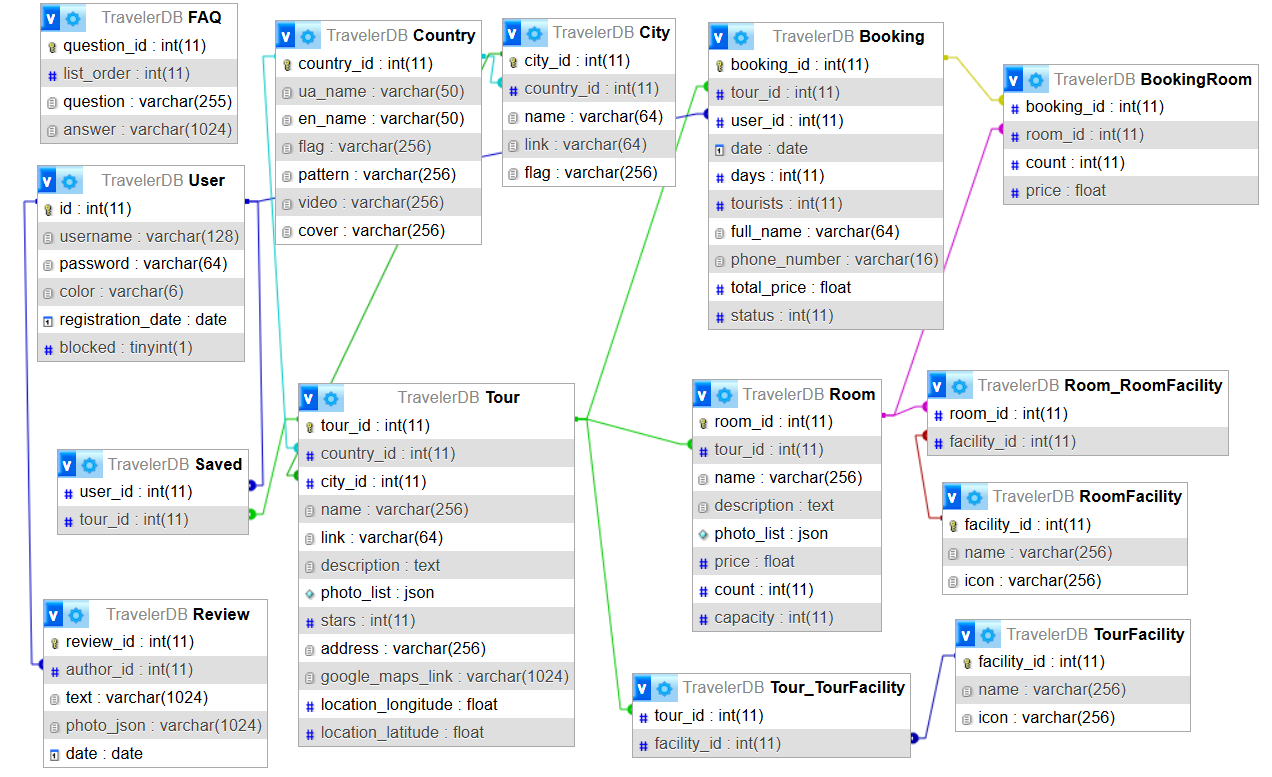 TravelerDB FAQ
question_id : int(11)
list_order : int(11)
question : varchar(255)
answer : varchar(1024)
TravelerDB Country
country_id : int(11)
ua_name : varchar(50)
en_name : varchar(50)
flag : varchar(256)
pattern : varchar(256)
video : varchar(256)
cover : varchar(256)
TravelerDB City
city_id : int(11)
country_id : int(11)
name : varchar(64)
link : varchar(64)
flag : varchar(256)
TravelerDB Booking
booking_id : int(11)
tour_id : int(11)
user_id : int(11)
date : date
days : int(11)
tourists : int(11)
full_name : varchar(64)
phone_number : varchar(16)
total_price : float
status : int(11)
TravelerDB BookingRoom
booking_id : int(11)
room_id : int(11)
count : int(11)
price : float
TravelerDB User
id : int(11)
username : varchar(128)
password : varchar(64)
color : varchar(6)
registration_date : date
blocked : tinyint(1)
TravelerDB Saved
user_id : int(11)
tour_id : int(11)
TravelerDB Review
review_id : int(11)
author_id : int(11)
text : varchar(1024)
photo_json : varchar(1024)
date : date
TravelerDB Tour
tour_id : int(11)
country_id : int(11)
city_id : int(11)
name : varchar(256)
link : varchar(64)
description : text
photo_list : json
stars : int(11)
address : varchar(256)
google_maps_link : varchar(1024)
location_longitude : float
location_latitude : float
TravelerDB Room
room_id : int(11)
tour_id : int(11)
name : varchar(256)
description : text
photo_list : json
price : float
count : int(11)
capacity : int(11)
TravelerDB Room_RoomFacility
room_id : int(11)
facility_id : int(11)
TravelerDB RoomFacility
facility_id : int(11)
name : varchar(256)
icon : varchar(256)
TravelerDB Tour_TourFacility
tour_id : int(11)
facility_id : int(11)
TravelerDB TourFacility
facility_id : int(11)
name : varchar(256)
icon : varchar(256)